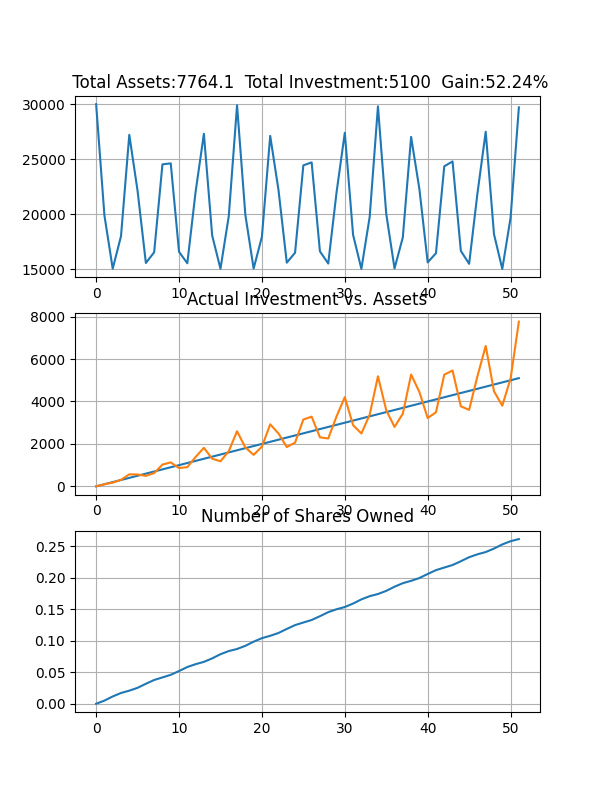 Total Assets:7764.1 Total Investment:5100 Gain:52.24%
30000
25000
20000
15000
0 10 20 30 40 50
Actual Investment vs. Assets
8000
6000
4000
2000
0
0 10 20 30 40 50
Number of Shares Owned
0.25
0.20
0.15
0.10
0.05
0.00
0 10 20 30 40 50